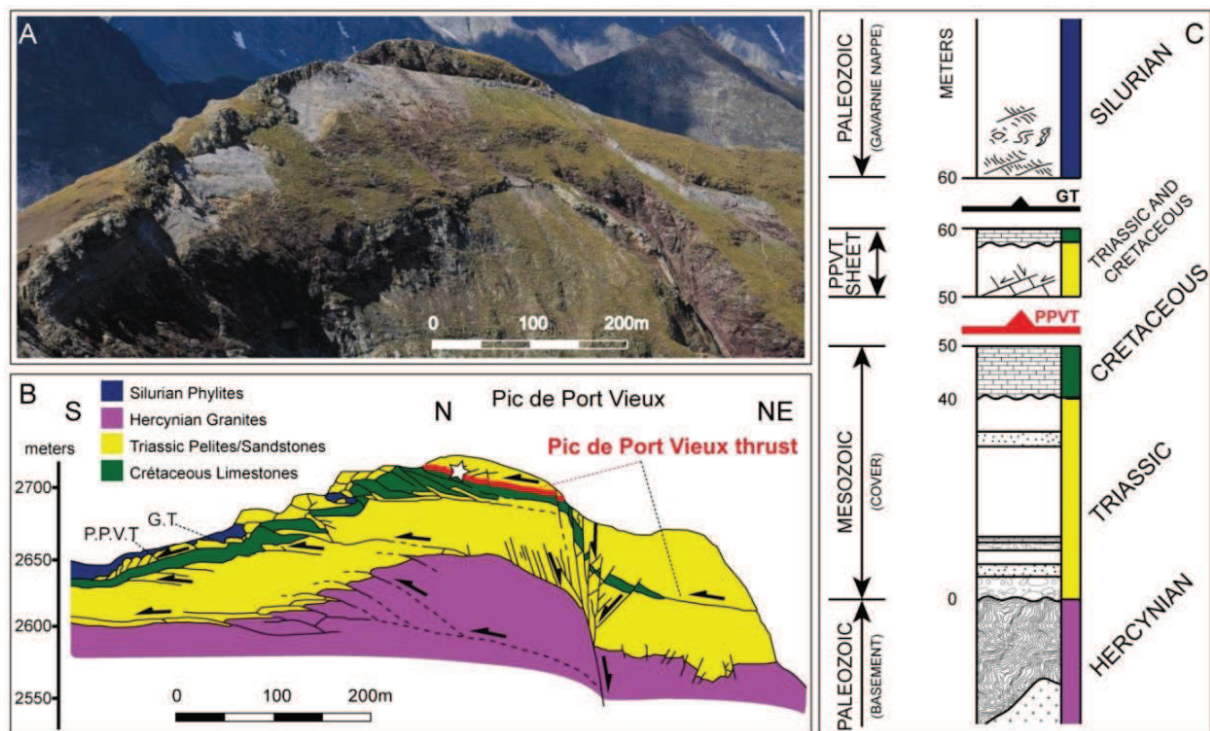 A
0 100 200m
B
S
N
Pic de Port Vieux
NE
Silurian Phylites
Hercynian Granites
Triassic Pelites/Sandstones
Crétaceous Limestones
Pic de Port Vieux thrust
meters
2700
2650
2600
2550
P.P.V.T
G.T.
0 100 200m
C
METERS
PALEOZOIC
(GAVARNIE NAPPE)
SILURIAN
60
GT
60
PPVT
SHEET
TRIASSIC AND
CRETACEOUS
50
PPVT
50
CRETACEOUS
40
MESOZOIC
(COVER)
TRIASSIC
0
PALEOZOIC
(BASEMENT)
HERCYNIAN